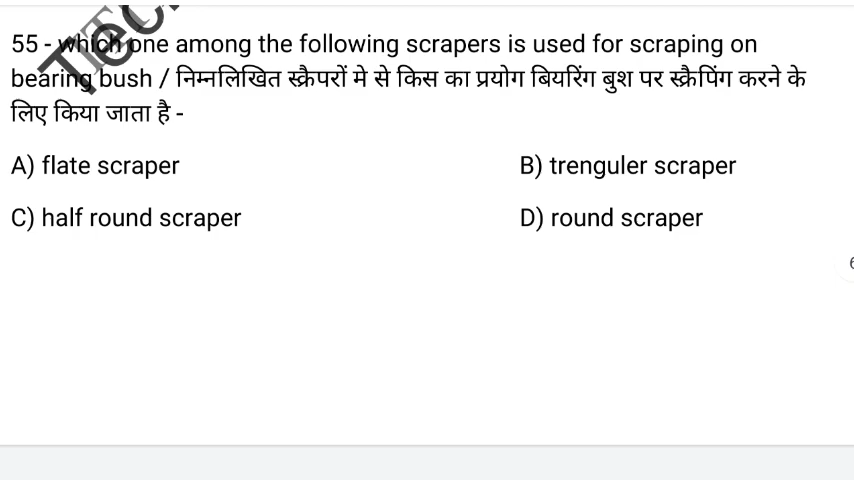 55 - which one among the following scrapers is used for scraping on
bearing bush / निम्नलिखित स्क्रैपरों मे से किस का प्रयोग बियरिंग बुश पर स्क्रैपिंग करने के
लिए किया जाता है -
A) flate scraper B) trenguler scraper
C) half round scraper D) round scraper